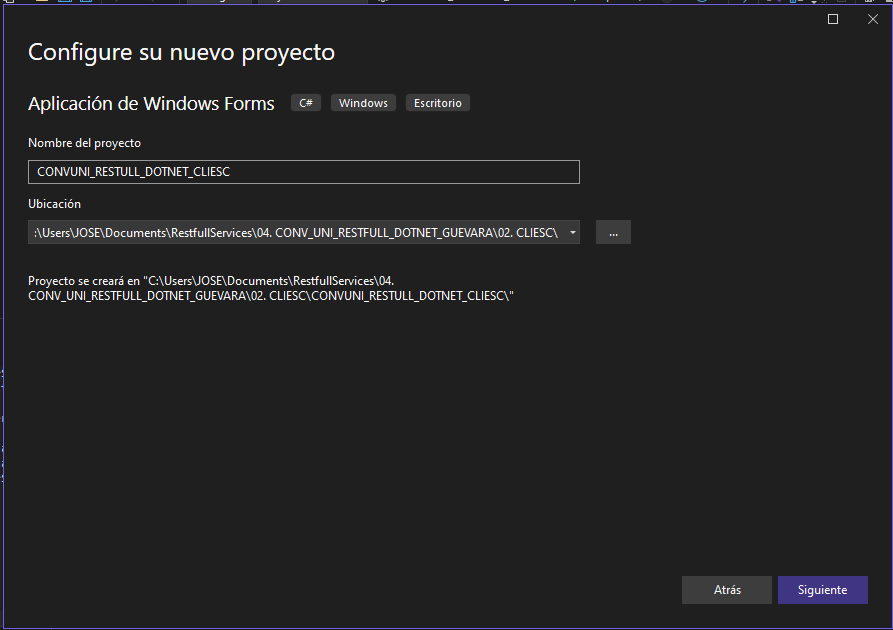 Configure su nuevo proyecto
Aplicación de Windows Forms C# Windows Escritorio
Nombre del proyecto
CONVUNI_RESTULL_DOTNET_CLIESC
Ubicación
:\Users\JOSE\Documents\RestfullServices\04. CONV_UNI_RESTFULL_DOTNET_GUEVARA\02. CLIESC\ ...
Proyecto se creará en "C:\Users\JOSE\Documents\RestfullServices\04.
CONV_UNI_RESTFULL_DOTNET_GUEVARA\02. CLIESC\CONVUNI_RESTULL_DOTNET_CLIESC\"
Atrás Siguiente